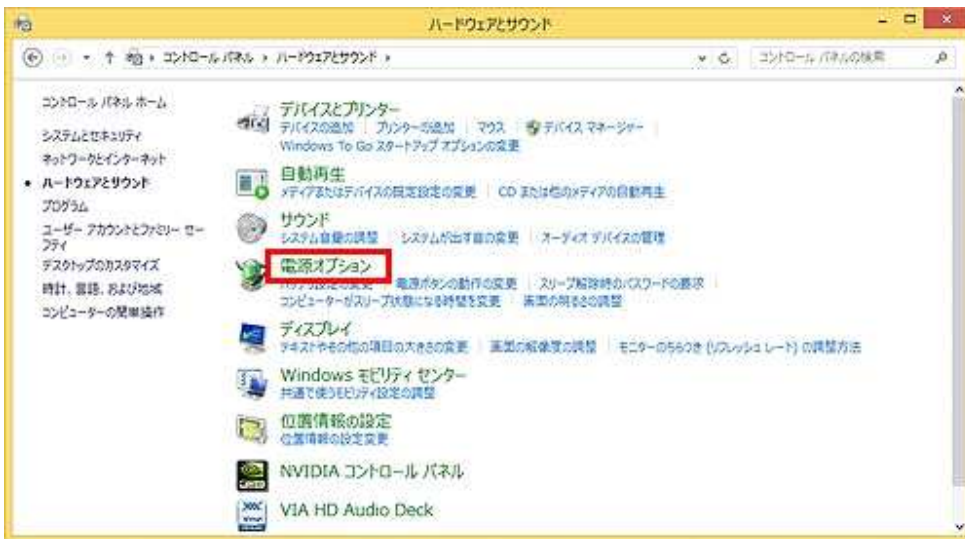 ハードウェアとサウンド
コントロール パネル ▸ ハードウェアとサウンド ▸
コントロール パネルの検索
コントロール パネル ホーム
システムとセキュリティ
ネットワークとインターネット
ハードウェアとサウンド
プログラム
ユーザー アカウントとファミリー セー
フティ
デスクトップのカスタマイズ
時計、言語、および地域
コンピューターの簡単操作
デバイスとプリンター
デバイスの追加 | プリンターの追加 | マウス | デバイス マネージャー
Windows To Go スタートアップ オプションの変更
自動再生
メディアまたはデバイスの既定設定の変更 | CD または他のメディアの自動再生
サウンド
システム音量の調整 | システムが出す音の変更 | オーディオ デバイスの管理
電源オプション
バッテリ設定の変更 | 電源ボタンの動作の変更 | スリープ解除時のパスワードの要求
コンピューターがスリープ状態になる時間を変更 | 画面の明るさの調整
ディスプレイ
テキストやその他の項目の大きさの変更 | 画面の解像度の調整 | モニターのちらつき (リフレッシュ レート) の調整方法
Windows モビリティ センター
共通で使うモビリティ設定の調整
位置情報の設定
位置情報の設定変更
NVIDIA コントロール パネル
VIA HD Audio Deck